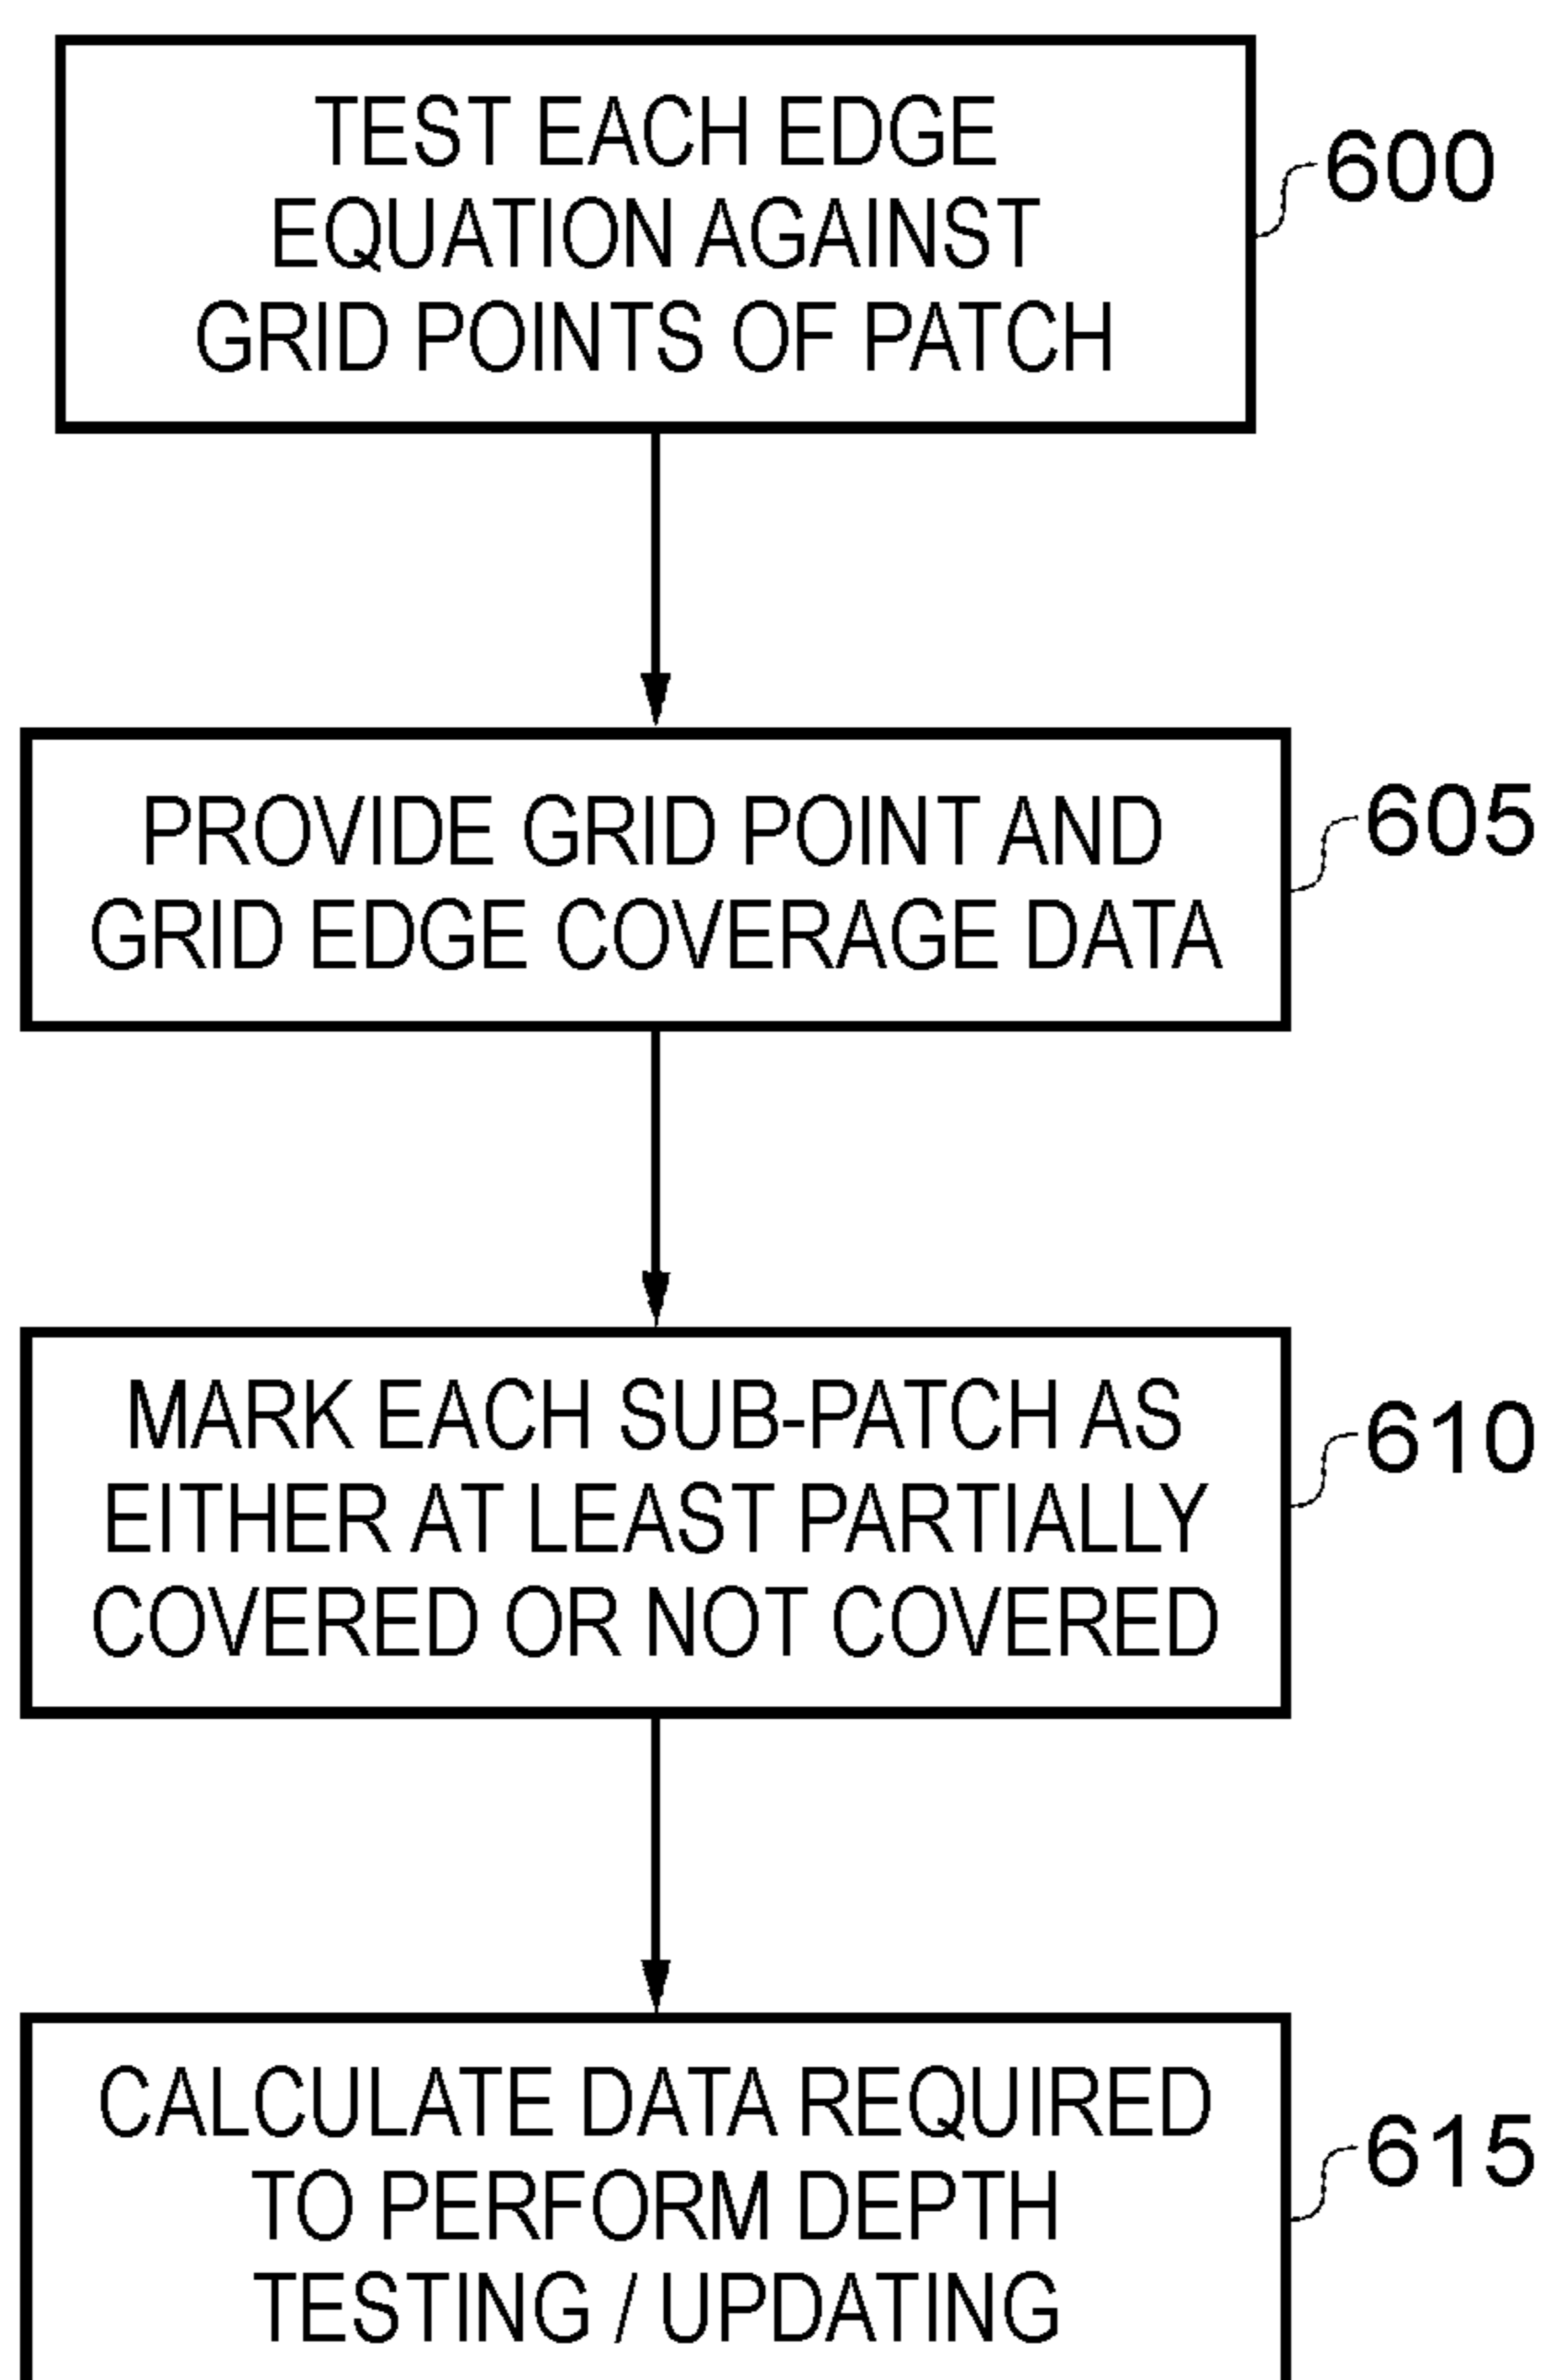 TEST EACH EDGE
EQUATION AGAINST
GRID POINTS OF PATCH
600
PROVIDE GRID POINT AND
GRID EDGE COVERAGE DATA
605
MARK EACH SUB-PATCH AS
EITHER AT LEAST PARTIALLY
COVERED OR NOT COVERED
610
CALCULATE DATA REQUIRED
TO PERFORM DEPTH
TESTING / UPDATING
615